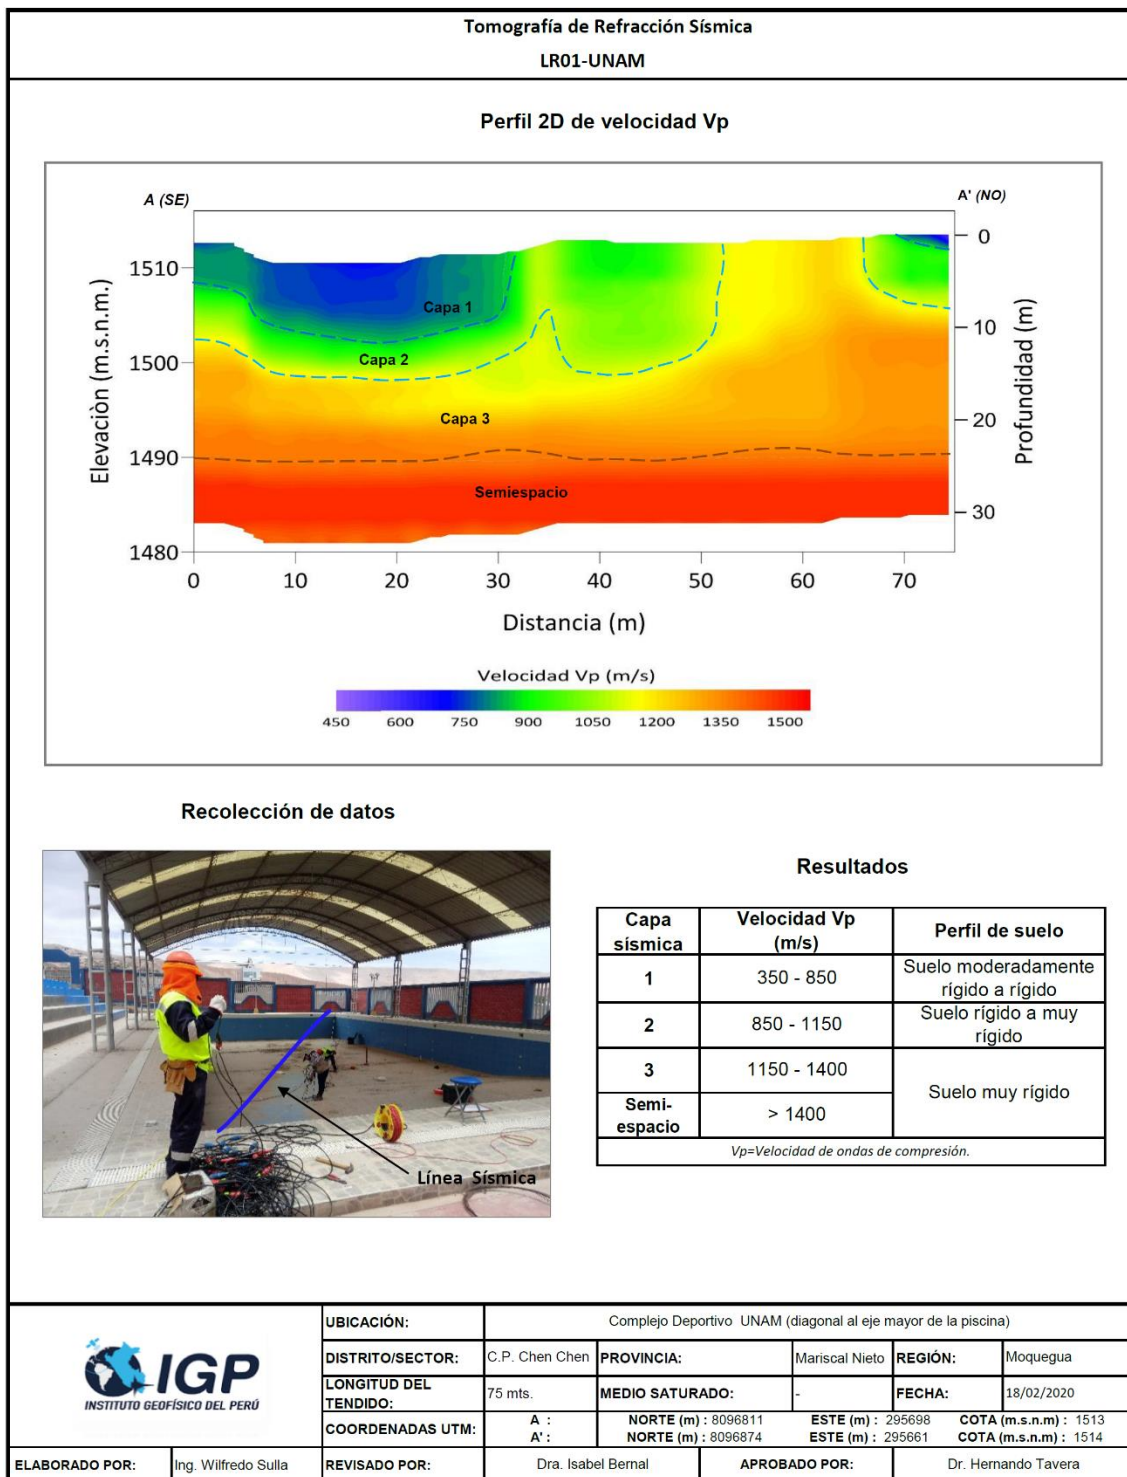 Tomografía de Refracción Sísmica
LR01-UNAM
Perfil 2D de velocidad Vp
A (SE)
A' (NO)
Elevaciòn (m.s.n.m.)
1510
1500
1490
1480
Capa 1
Capa 2
Capa 3
Semiespacio
0
10
20
30
Profundidad (m)
0 10 20 30 40 50 60 70
Distancia (m)
Velocidad Vp (m/s)
450 600 750 900 1050 1200 1350 1500
Recolección de datos
Línea Sísmica
Resultados
Capa sísmica Velocidad Vp (m/s) Perfil de suelo
1 350 - 850 Suelo moderadamente rígido a rígido
2 850 - 1150 Suelo rígido a muy rígido
3 1150 - 1400 Suelo muy rígido
Semi-espacio > 1400
Vp=Velocidad de ondas de compresión.
IGP
INSTITUTO GEOFÍSICO DEL PERÚ
UBICACIÓN: Complejo Deportivo UNAM (diagonal al eje mayor de la piscina)
DISTRITO/SECTOR: C.P. Chen Chen PROVINCIA: Mariscal Nieto REGIÓN: Moquegua
LONGITUD DEL TENDIDO: 75 mts. MEDIO SATURADO: - FECHA: 18/02/2020
COORDENADAS UTM: A : NORTE (m) : 8096811 ESTE (m) : 295698 COTA (m.s.n.m) : 1513
A' : NORTE (m) : 8096874 ESTE (m) : 295661 COTA (m.s.n.m) : 1514
ELABORADO POR: Ing. Wilfredo Sulla REVISADO POR: Dra. Isabel Bernal APROBADO POR: Dr. Hernando Tavera